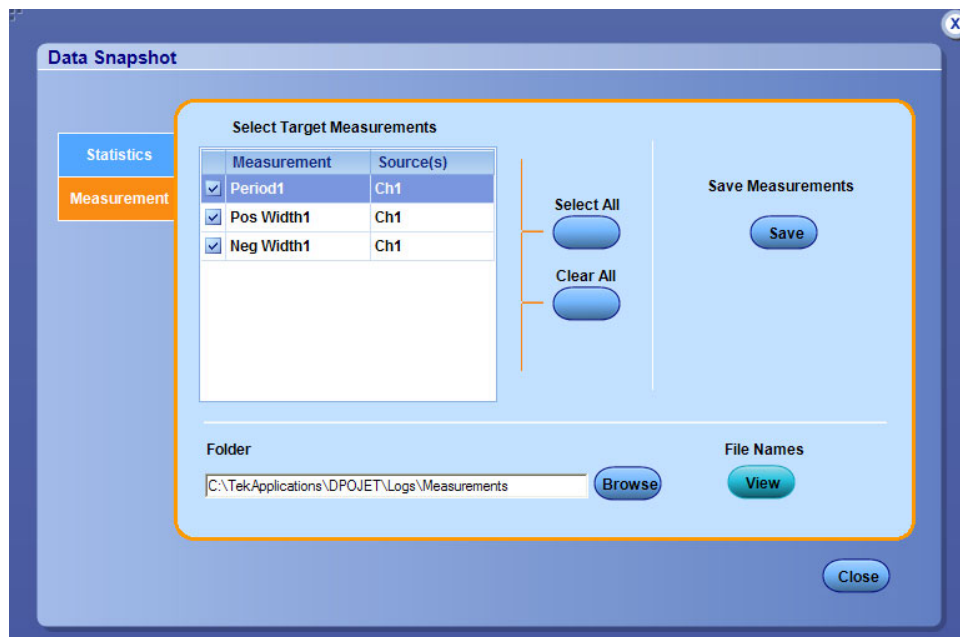 X
Data Snapshot
Statistics
Measurement
Select Target Measurements
Measurement Source(s)
Period1 Ch1
Pos Width1 Ch1
Neg Width1 Ch1
Select All
Clear All
Save Measurements
Save
Folder
C:\TekApplications\DPOJET\Logs\Measurements
Browse
File Names
View
Close